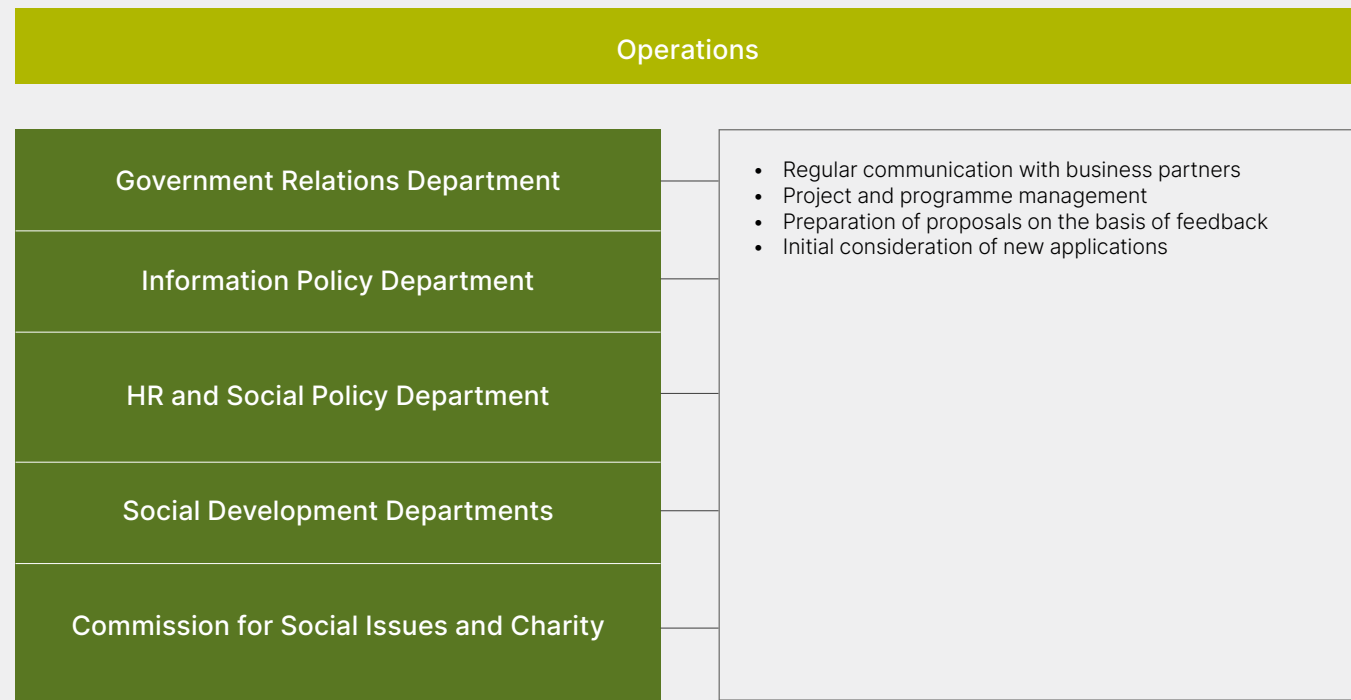 Operations
Government Relations Department
Information Policy Department
HR and Social Policy Department
Social Development Departments
Commission for Social Issues and Charity
• Regular communication with business partners
• Project and programme management
• Preparation of proposals on the basis of feedback
• Initial consideration of new applications